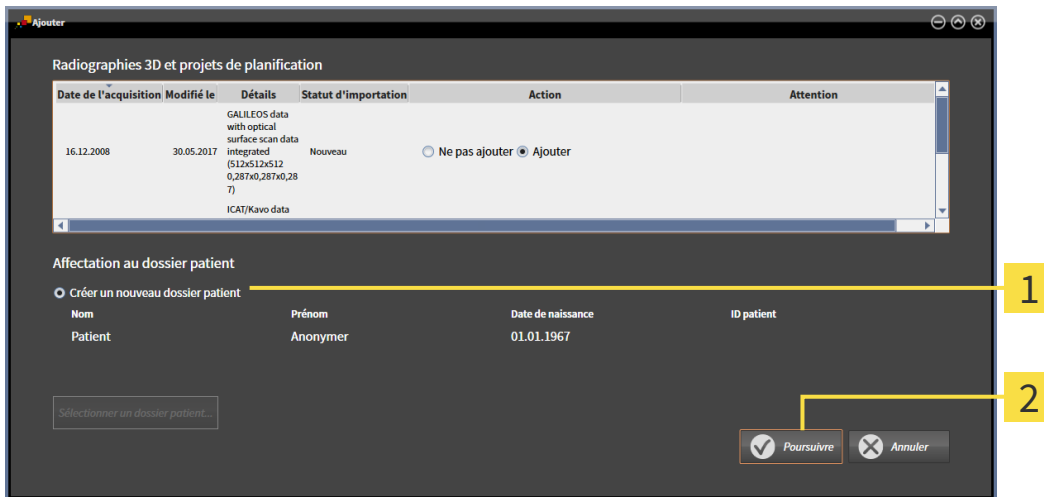 Ajouter
Radiographies 3D et projets de planification
Date de l'acquisition Modifié le Détails Statut d'importation Action Attention
GALILEOS data
with optical
surface scan data
16.12.2008 30.05.2017 integrated Nouveau Ne pas ajouter Ajouter
(512x512x512
0,287x0,287x0,28
7)
ICAT/Kavo data
Affectation au dossier patient
Créer un nouveau dossier patient
1
Nom Prénom Date de naissance ID patient
Patient Anonymer 01.01.1967
Sélectionner un dossier patient...
2
Poursuivre Annuler